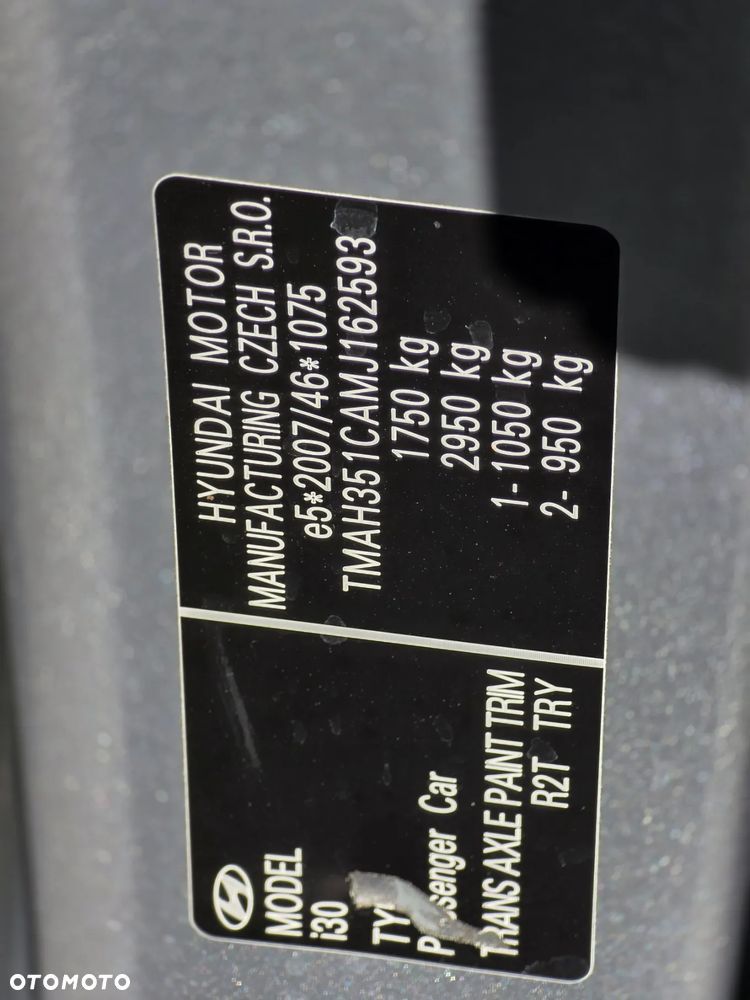 HYUNDAI MOTOR
MANUFACTURING CZECH S.R.O.
e5*2007/46*1075
TMAH351CAMJ162593
1750 kg
2950 kg
1- 1050 kg
2- 950 kg
MODEL
i30
Car
TRANS AXLE PAINT TRIM
R2T TRY
OTOMOTO